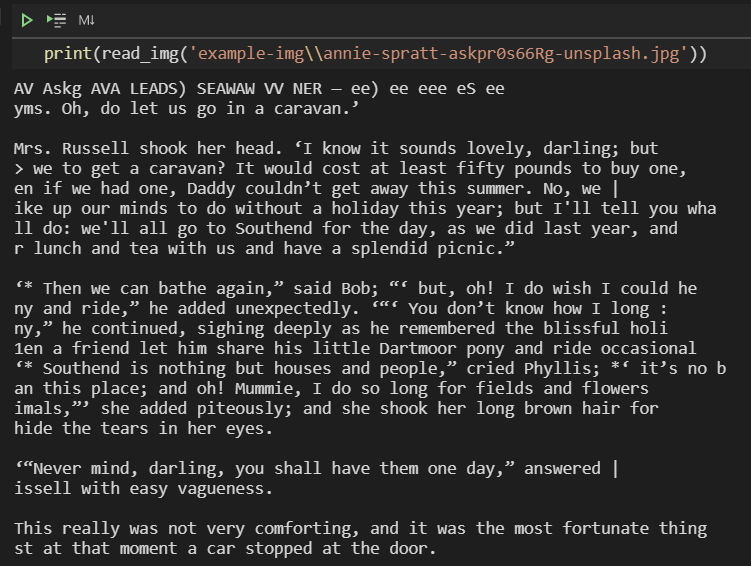 M↓
print(read_img('example-img\\annie-spratt-askpr0s66Rg-unsplash.jpg'))
AV Askg AVA LEADS) SEAWAW VV NER — ee) ee eee eS ee
yms. Oh, do let us go in a caravan.’
Mrs. Russell shook her head. ‘I know it sounds lovely, darling; but
> we to get a caravan? It would cost at least fifty pounds to buy one,
en if we had one, Daddy couldn’t get away this summer. No, we |
ike up our minds to do without a holiday this year; but I'll tell you wha
ll do: we'll all go to Southend for the day, as we did last year, and
r lunch and tea with us and have a splendid picnic.”
‘* Then we can bathe again,” said Bob; “‘ but, oh! I do wish I could he
ny and ride,” he added unexpectedly. ‘“‘ You don’t know how I long :
ny,” he continued, sighing deeply as he remembered the blissful holi
1en a friend let him share his little Dartmoor pony and ride occasional
‘* Southend is nothing but houses and people,” cried Phyllis; *‘ it’s no b
an this place; and oh! Mummie, I do so long for fields and flowers
imals,”’ she added piteously; and she shook her long brown hair for
hide the tears in her eyes.
‘“Never mind, darling, you shall have them one day,” answered |
issell with easy vagueness.
This really was not very comforting, and it was the most fortunate thing
st at that moment a car stopped at the door.